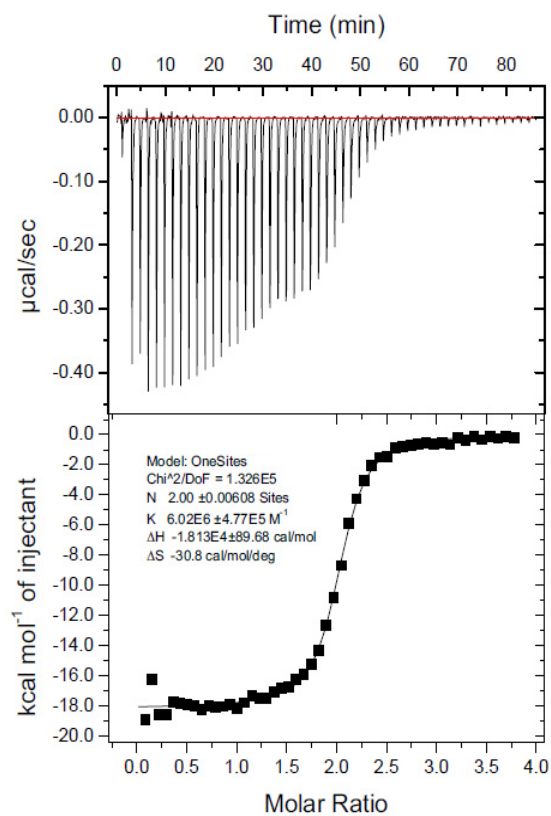 Time (min)
0 10 20 30 40 50 60 70 80
0.00
-0.10
-0.20
-0.30
-0.40
µcal/sec
0.0
-2.0
-4.0
-6.0
-8.0
-10.0
-12.0
-14.0
-16.0
-18.0
-20.0
kcal mol⁻¹ of injectant
Model: OneSites
Chi^2/DoF = 1.326E5
N 2.00 ±0.00608 Sites
K 6.02E6 ±4.77E5 M⁻¹
ΔH -1.813E4±89.68 cal/mol
ΔS -30.8 cal/mol/deg
0.0 0.5 1.0 1.5 2.0 2.5 3.0 3.5 4.0
Molar Ratio